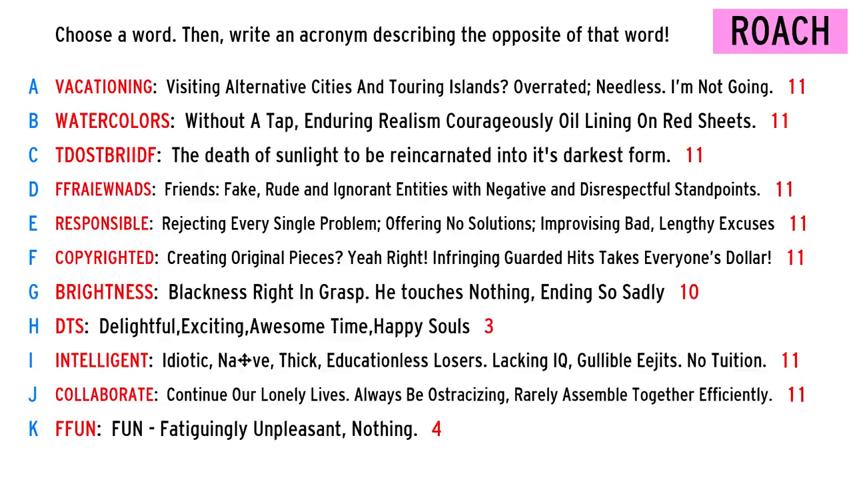 Choose a word. Then, write an acronym describing the opposite of that word!
ROACH
A VACATIONING: Visiting Alternative Cities And Touring Islands? Overrated; Needless. I'm Not Going. 11
B WATERCOLORS: Without A Tap, Enduring Realism Courageously Oil Lining On Red Sheets. 11
C TDOSTBRIIDF: The death of sunlight to be reincarnated into it's darkest form. 11
D FFRAIEWNADS: Friends: Fake, Rude and Ignorant Entities with Negative and Disrespectful Standpoints. 11
E RESPONSIBLE: Rejecting Every Single Problem; Offering No Solutions; Improvising Bad, Lengthy Excuses 11
F COPYRIGHTED: Creating Original Pieces? Yeah Right! Infringing Guarded Hits Takes Everyone's Dollar! 11
G BRIGHTNESS: Blackness Right In Grasp. He touches Nothing, Ending So Sadly 10
H DTS: Delightful,Exciting,Awesome Time,Happy Souls 3
I INTELLIGENT: Idiotic, Na✣ve, Thick, Educationless Losers. Lacking IQ, Gullible Eejits. No Tuition. 11
J COLLABORATE: Continue Our Lonely Lives. Always Be Ostracizing, Rarely Assemble Together Efficiently. 11
K FFUN: FUN - Fatiguingly Unpleasant, Nothing. 4